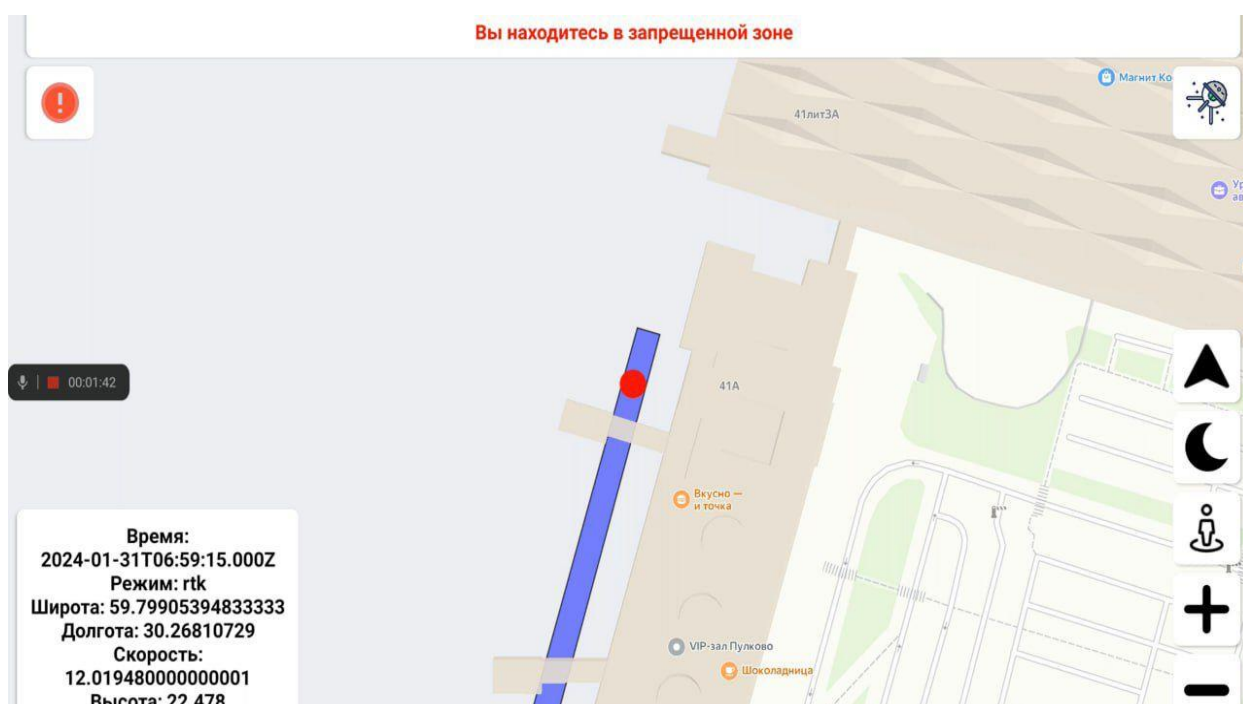 Вы находитесь в запрещенной зоне
Магнит Ко
41литЗА
Ур
ав
41А
00:01:42
Вкусно —
и точка
Время:
2024-01-31T06:59:15.000Z
Режим: rtk
Широта: 59.79905394833333
Долгота: 30.26810729
Скорость:
12.019480000000001
Высота: 22.478
VIP-зал Пулково
Шоколадница